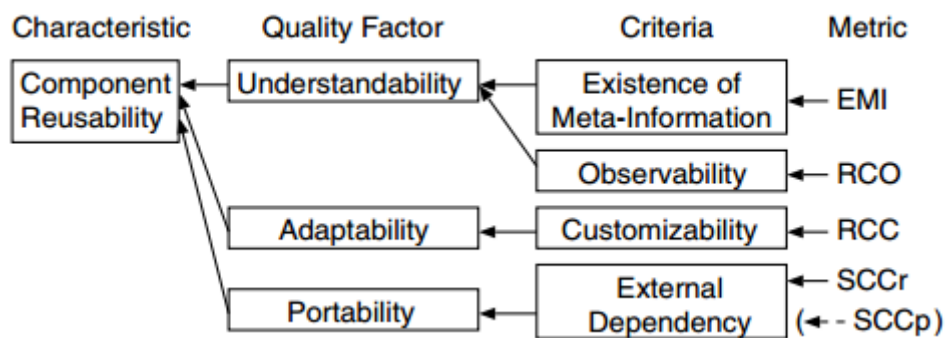 Characteristic Quality Factor Criteria Metric
Component
Reusability
Understandability
Existence of
Meta-Information
EMI
Observability
RCO
Adaptability
Customizability
RCC
Portability
External
Dependency
SCCr
( SCCp)